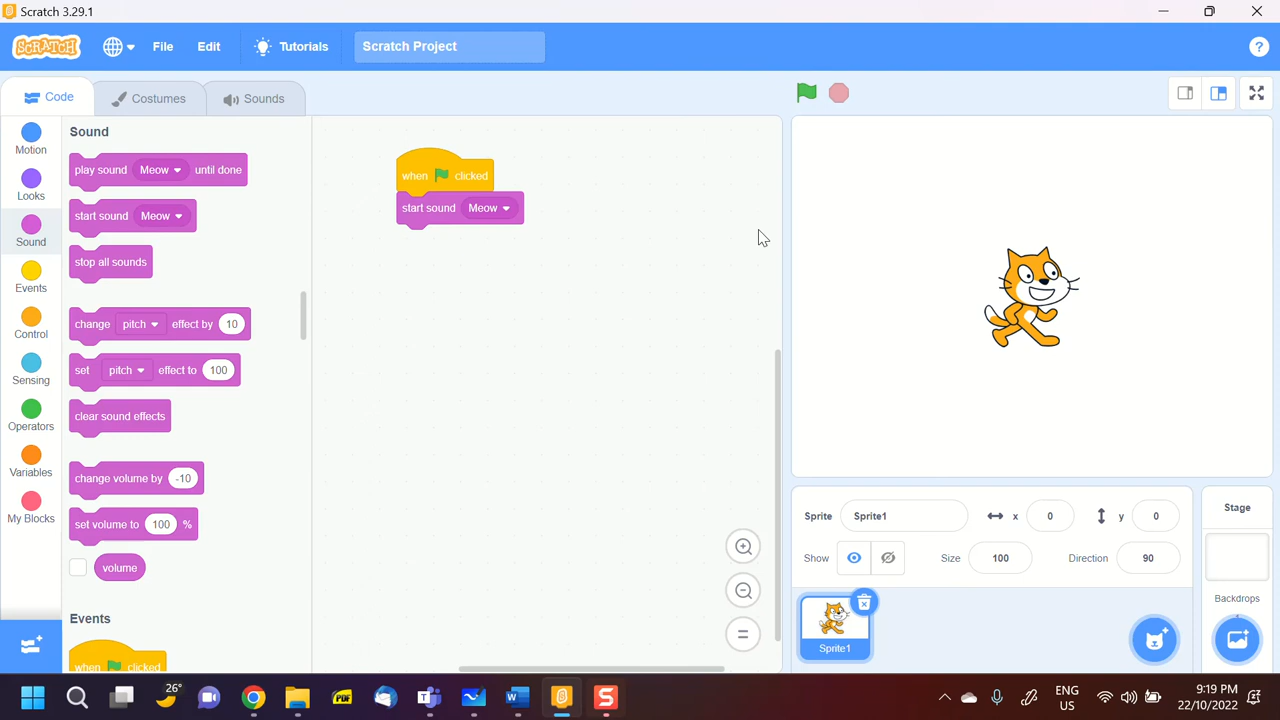 Scratch 3.29.1
SCRATCH
File
Edit
Tutorials
Scratch Project
?
Code
Costumes
Sounds
Motion
Looks
Sound
Events
Control
Sensing
Operators
Variables
My Blocks
Sound
play sound Meow until done
start sound Meow
stop all sounds
change pitch effect by 10
set pitch effect to 100
clear sound effects
change volume by -10
set volume to 100 %
volume
Events
when clicked
when clicked
start sound Meow
Sprite Sprite1 x 0 y 0
Show Size 100 Direction 90
Sprite1
Stage
Backdrops
26°
PDF
W
S
ENG
US
9:19 PM
22/10/2022